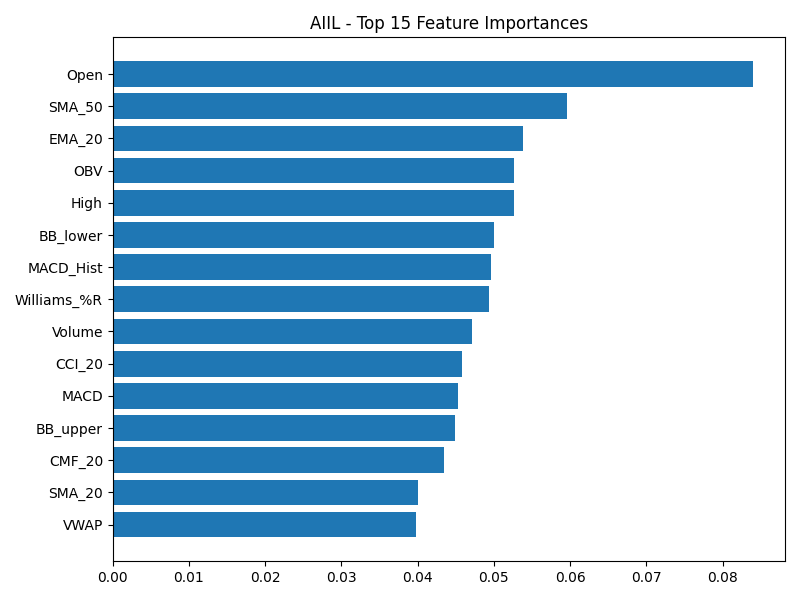 AIIL - Top 15 Feature Importances
Open
SMA_50
EMA_20
OBV
High
BB_lower
MACD_Hist
Williams_%R
Volume
CCI_20
MACD
BB_upper
CMF_20
SMA_20
VWAP
0.00 0.01 0.02 0.03 0.04 0.05 0.06 0.07 0.08